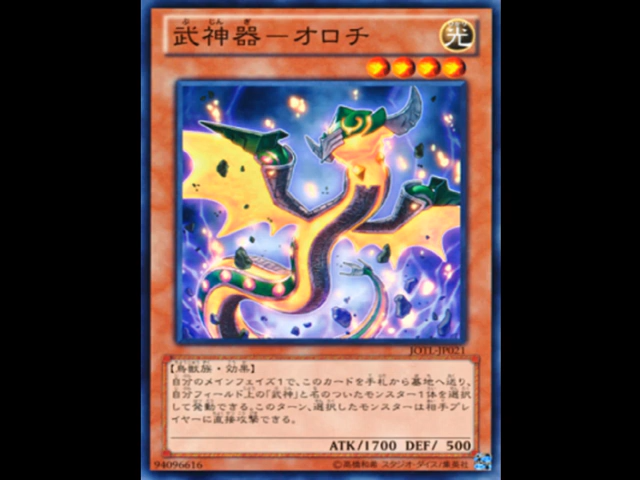 武神器－オロチ
光
JOTL-JP021
【鳥獣族・効果】
自分のメインフェイズ１で、このカードを手札から墓地へ送り、
自分フィールド上の「武神」と名のついたモンスター１体を選択
して発動できる。このターン、選択したモンスターは相手プレイ
ヤーに直接攻撃できる。
ATK/1700 DEF/ 500
94096616
©高橋和希 スタジオ・ダイス/集英社